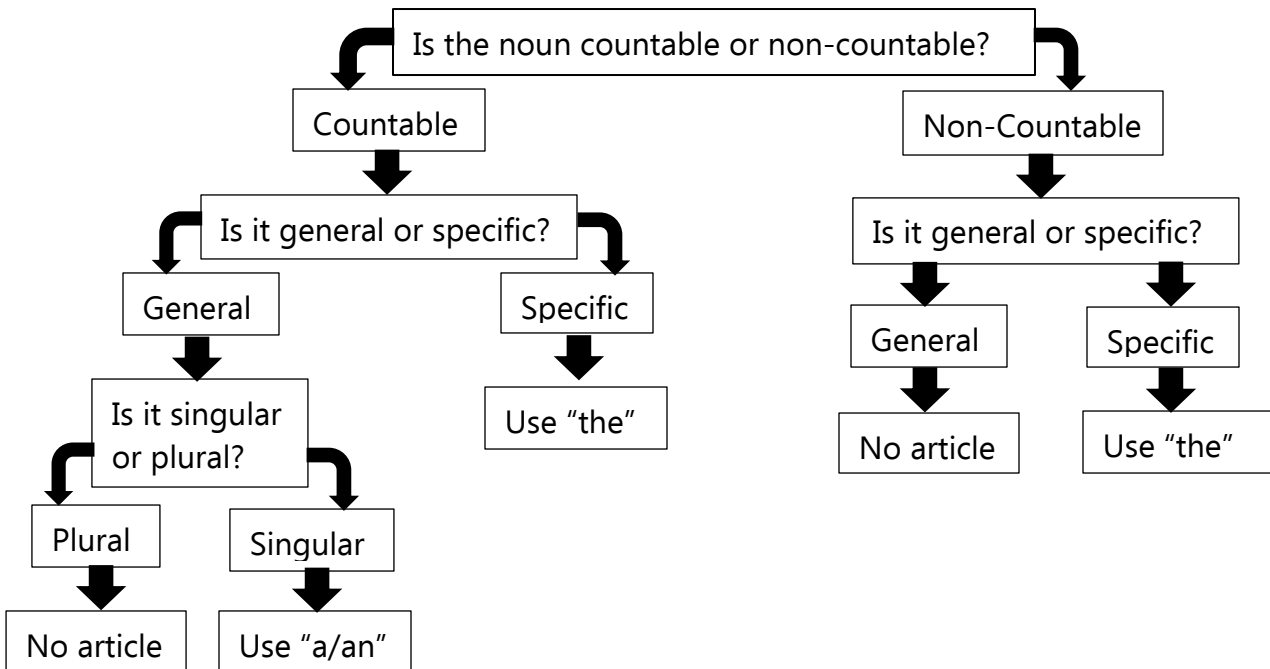 Is the noun countable or non-countable?
Countable
Non-Countable
Is it general or specific?
Is it general or specific?
General
Specific
General
Specific
Is it singular
or plural?
Use “the”
No article
Use “the”
Plural
Singular
No article
Use “a/an”